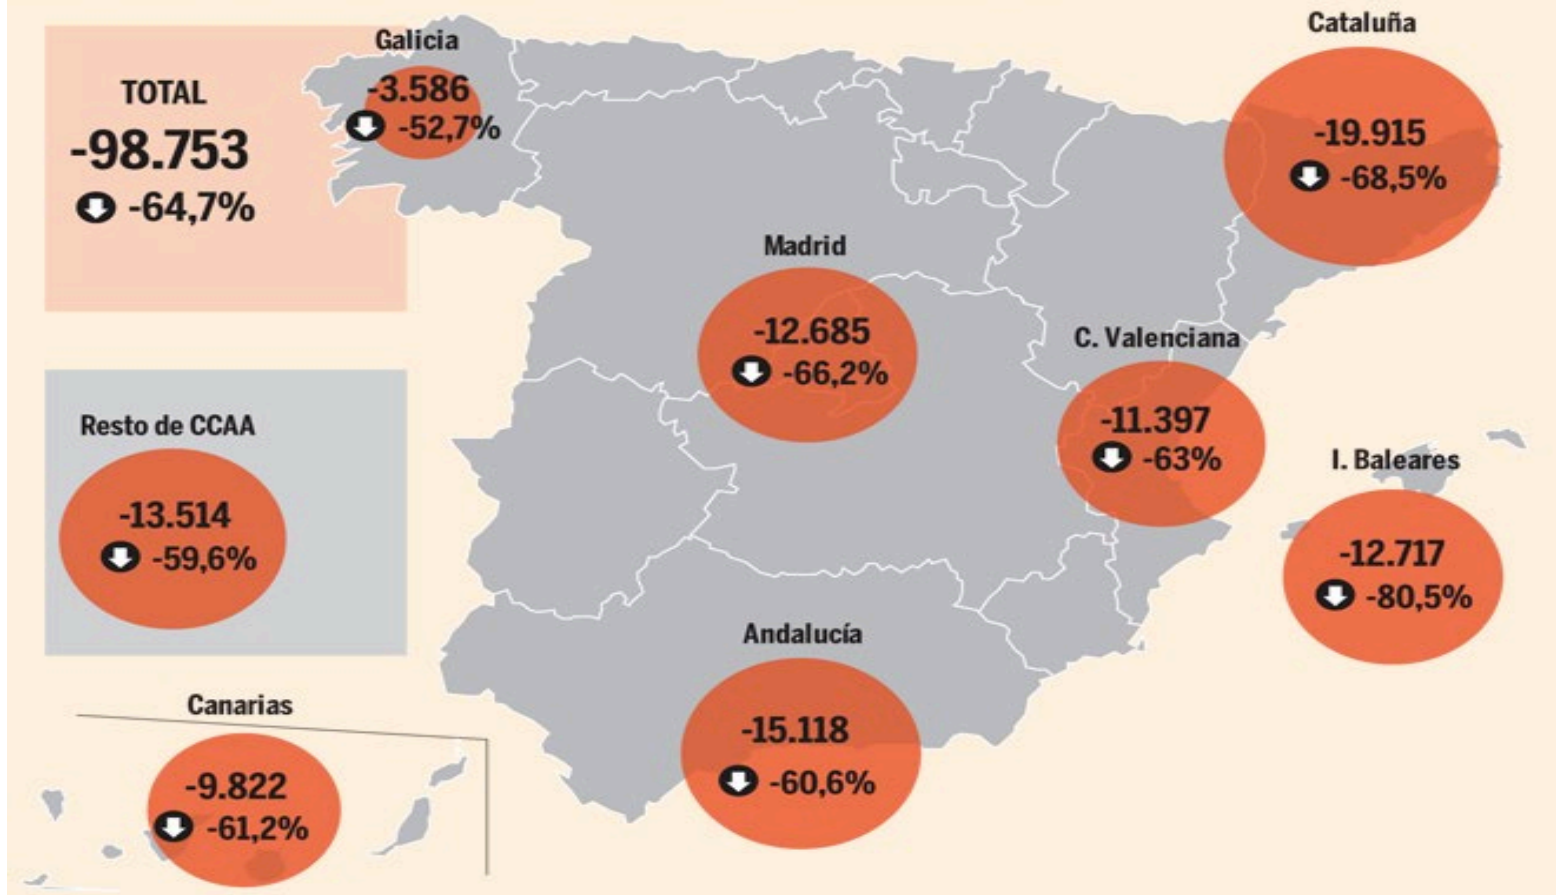 TOTAL
-98.753
-64,7%
Galicia
-3.586
-52,7%
Cataluña
-19.915
-68,5%
Madrid
-12.685
-66,2%
C. Valenciana
-11.397
-63%
Resto de CCAA
-13.514
-59,6%
I. Baleares
-12.717
-80,5%
Andalucía
-15.118
-60,6%
Canarias
-9.822
-61,2%